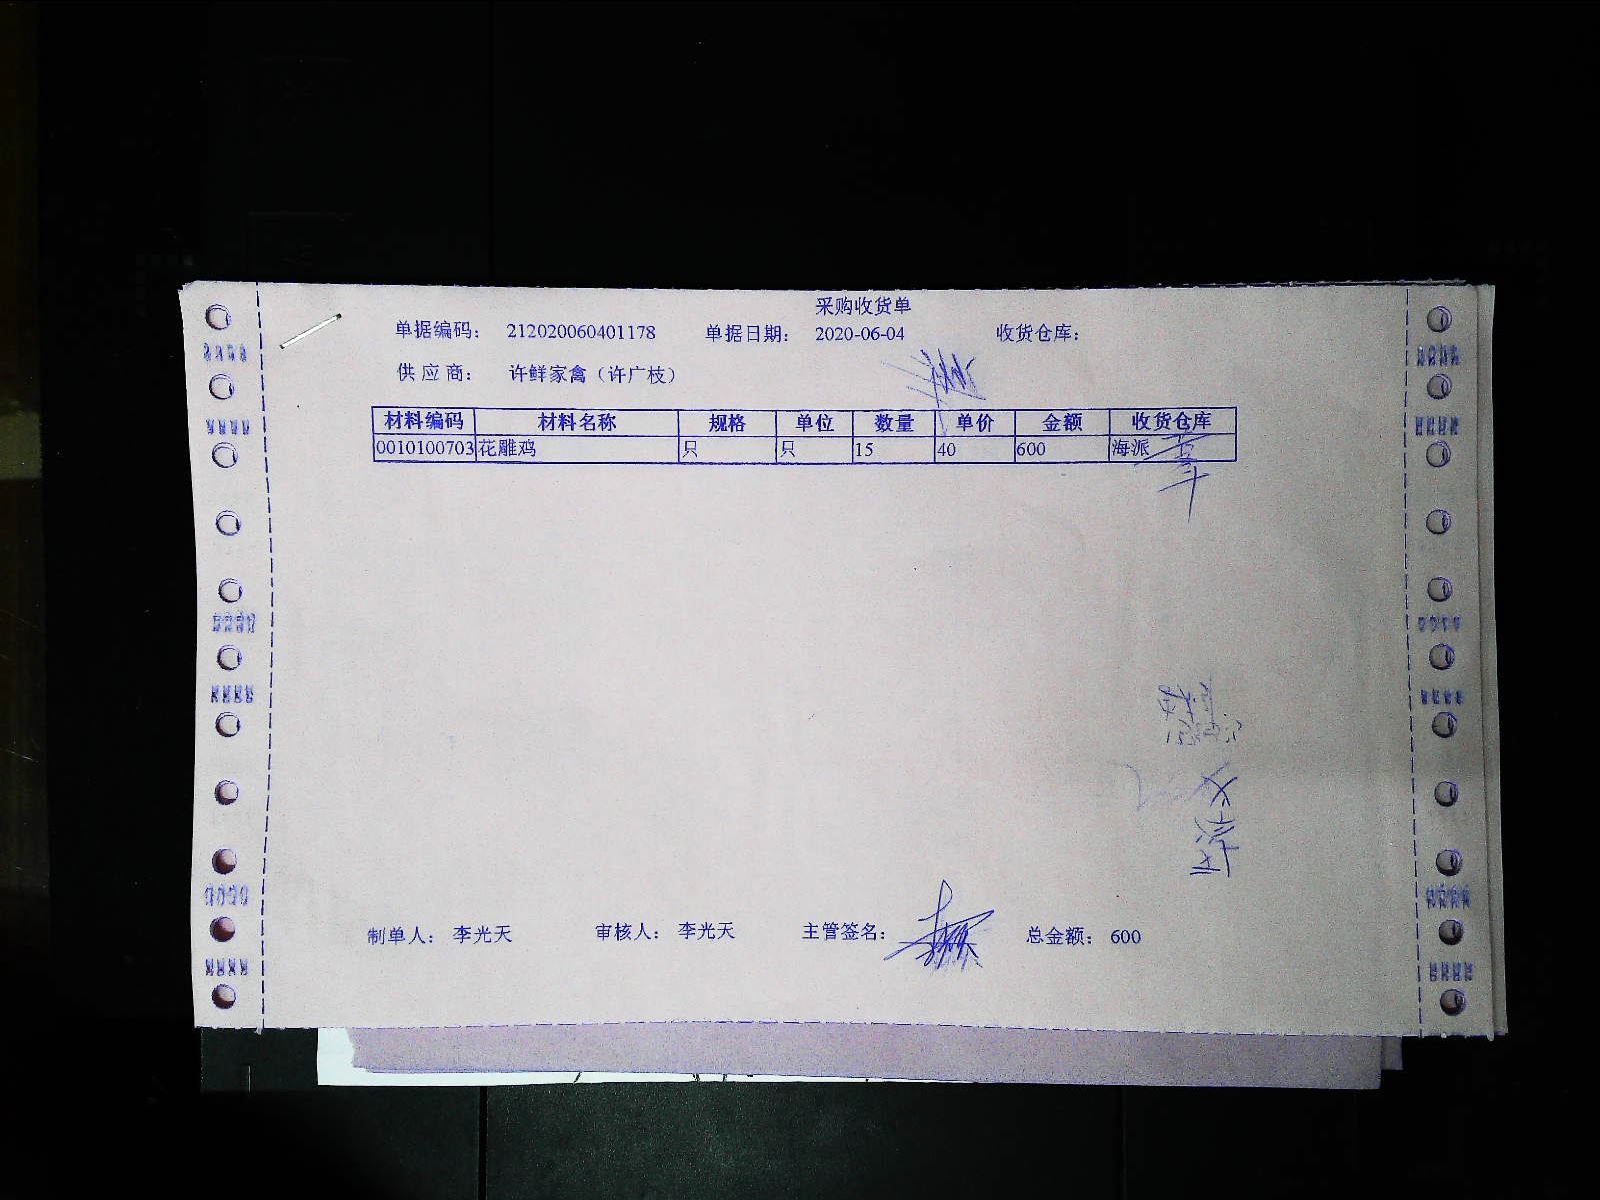 采购收货单
单据编码： 212020060401178 单据日期： 2020-06-04 收货仓库：
供 应 商： 许鲜家禽（许广枝）
材料编码 材料名称 规格 单位 数量 单价 金额 收货仓库
0010100703 花雕鸡 只 只 15 40 600 海派
制单人： 李光天 审核人： 李光天 主管签名： 总金额： 600